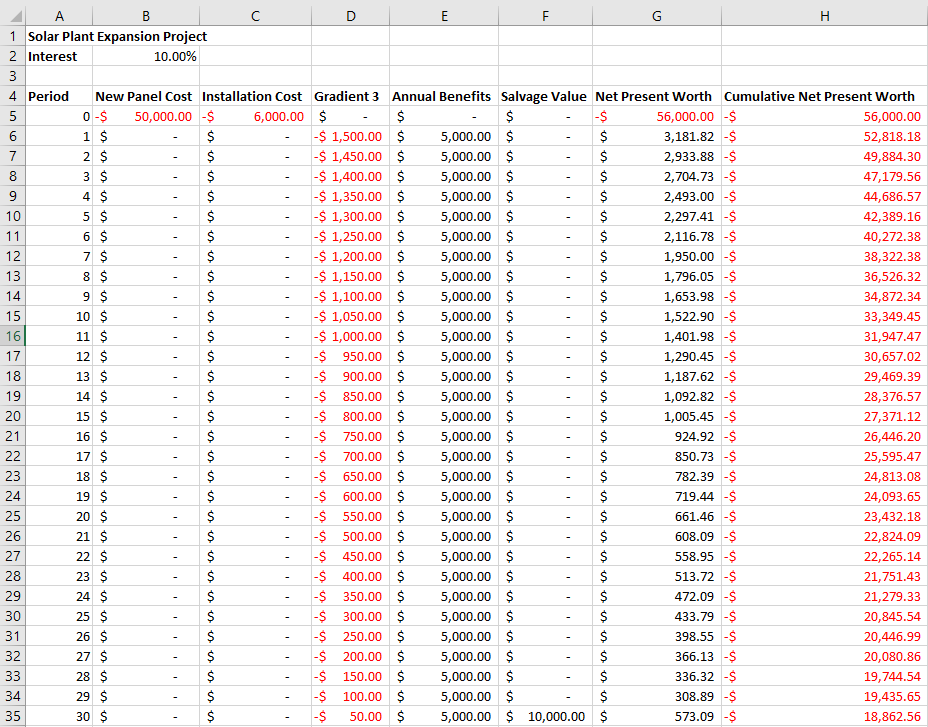 A B C D E F G H
1 Solar Plant Expansion Project
2 Interest 10.00%
3
4 Period New Panel Cost Installation Cost Gradient 3 Annual Benefits Salvage Value Net Present Worth Cumulative Net Present Worth
5 0 -$ 50,000.00 -$ 6,000.00 $ - $ - $ - -$ 56,000.00 -$ 56,000.00
6 1 $ - $ - -$ 1,500.00 $ 5,000.00 $ - $ 3,181.82 -$ 52,818.18
7 2 $ - $ - -$ 1,450.00 $ 5,000.00 $ - $ 2,933.88 -$ 49,884.30
8 3 $ - $ - -$ 1,400.00 $ 5,000.00 $ - $ 2,704.73 -$ 47,179.56
9 4 $ - $ - -$ 1,350.00 $ 5,000.00 $ - $ 2,493.00 -$ 44,686.57
10 5 $ - $ - -$ 1,300.00 $ 5,000.00 $ - $ 2,297.41 -$ 42,389.16
11 6 $ - $ - -$ 1,250.00 $ 5,000.00 $ - $ 2,116.78 -$ 40,272.38
12 7 $ - $ - -$ 1,200.00 $ 5,000.00 $ - $ 1,950.00 -$ 38,322.38
13 8 $ - $ - -$ 1,150.00 $ 5,000.00 $ - $ 1,796.05 -$ 36,526.32
14 9 $ - $ - -$ 1,100.00 $ 5,000.00 $ - $ 1,653.98 -$ 34,872.34
15 10 $ - $ - -$ 1,050.00 $ 5,000.00 $ - $ 1,522.90 -$ 33,349.45
16 11 $ - $ - -$ 1,000.00 $ 5,000.00 $ - $ 1,401.98 -$ 31,947.47
17 12 $ - $ - -$ 950.00 $ 5,000.00 $ - $ 1,290.45 -$ 30,657.02
18 13 $ - $ - -$ 900.00 $ 5,000.00 $ - $ 1,187.62 -$ 29,469.39
19 14 $ - $ - -$ 850.00 $ 5,000.00 $ - $ 1,092.82 -$ 28,376.57
20 15 $ - $ - -$ 800.00 $ 5,000.00 $ - $ 1,005.45 -$ 27,371.12
21 16 $ - $ - -$ 750.00 $ 5,000.00 $ - $ 924.92 -$ 26,446.20
22 17 $ - $ - -$ 700.00 $ 5,000.00 $ - $ 850.73 -$ 25,595.47
23 18 $ - $ - -$ 650.00 $ 5,000.00 $ - $ 782.39 -$ 24,813.08
24 19 $ - $ - -$ 600.00 $ 5,000.00 $ - $ 719.44 -$ 24,093.65
25 20 $ - $ - -$ 550.00 $ 5,000.00 $ - $ 661.46 -$ 23,432.18
26 21 $ - $ - -$ 500.00 $ 5,000.00 $ - $ 608.09 -$ 22,824.09
27 22 $ - $ - -$ 450.00 $ 5,000.00 $ - $ 558.95 -$ 22,265.14
28 23 $ - $ - -$ 400.00 $ 5,000.00 $ - $ 513.72 -$ 21,751.43
29 24 $ - $ - -$ 350.00 $ 5,000.00 $ - $ 472.09 -$ 21,279.33
30 25 $ - $ - -$ 300.00 $ 5,000.00 $ - $ 433.79 -$ 20,845.54
31 26 $ - $ - -$ 250.00 $ 5,000.00 $ - $ 398.55 -$ 20,446.99
32 27 $ - $ - -$ 200.00 $ 5,000.00 $ - $ 366.13 -$ 20,080.86
33 28 $ - $ - -$ 150.00 $ 5,000.00 $ - $ 336.32 -$ 19,744.54
34 29 $ - $ - -$ 100.00 $ 5,000.00 $ - $ 308.89 -$ 19,435.65
35 30 $ - $ - -$ 50.00 $ 5,000.00 $ 10,000.00 $ 573.09 -$ 18,862.56